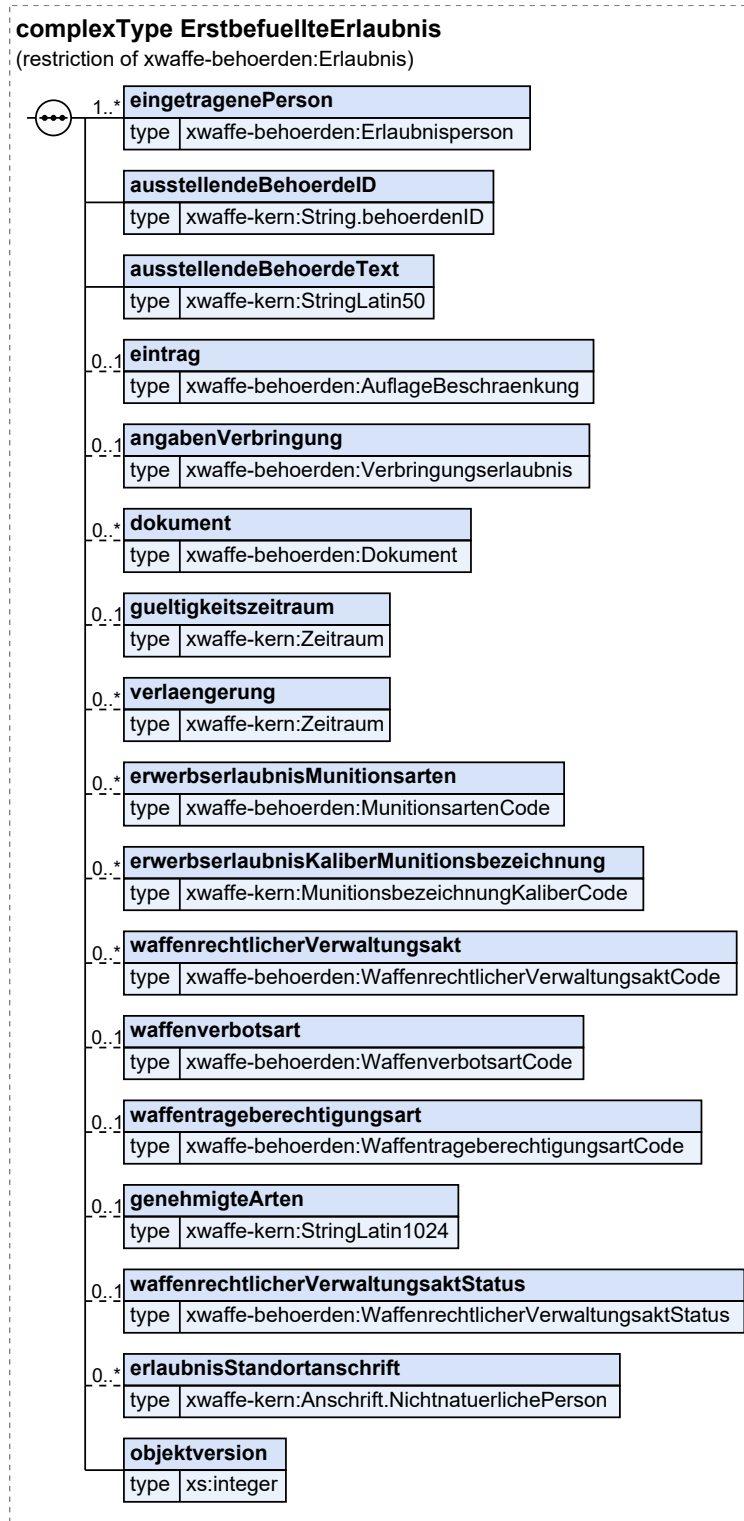 complexType ErstbefuellteErlaubnis
(restriction of xwaffe-behoerden:Erlaubnis)
1..* eingetragenePerson
type xwaffe-behoerden:Erlaubnisperson
ausstellendeBehoerdeID
type xwaffe-kern:String.behoerdenID
ausstellendeBehoerdeText
type xwaffe-kern:StringLatin50
0..1 eintrag
type xwaffe-behoerden:AuflageBeschraenkung
0..1 angabenVerbringung
type xwaffe-behoerden:Verbringungserlaubnis
0..* dokument
type xwaffe-behoerden:Dokument
0..1 gueltigkeitszeitraum
type xwaffe-kern:Zeitraum
0..* verlaengerung
type xwaffe-kern:Zeitraum
0..* erwerbserlaubnisMunitionsarten
type xwaffe-behoerden:MunitionsartenCode
0..* erwerbserlaubnisKaliberMunitionsbezeichnung
type xwaffe-kern:MunitionsbezeichnungKaliberCode
0..* waffenrechtlicherVerwaltungsakt
type xwaffe-behoerden:WaffenrechtlicherVerwaltungsaktCode
0..1 waffenverbotsart
type xwaffe-behoerden:WaffenverbotsartCode
0..1 waffentrageberechtigungsart
type xwaffe-behoerden:WaffentrageberechtigungsartCode
0..1 genehmigteArten
type xwaffe-kern:StringLatin1024
0..1 waffenrechtlicherVerwaltungsaktStatus
type xwaffe-behoerden:WaffenrechtlicherVerwaltungsaktStatus
0..* erlaubnisStandortanschrift
type xwaffe-kern:Anschrift.NichtnatuerlichePerson
objektversion
type xs:integer